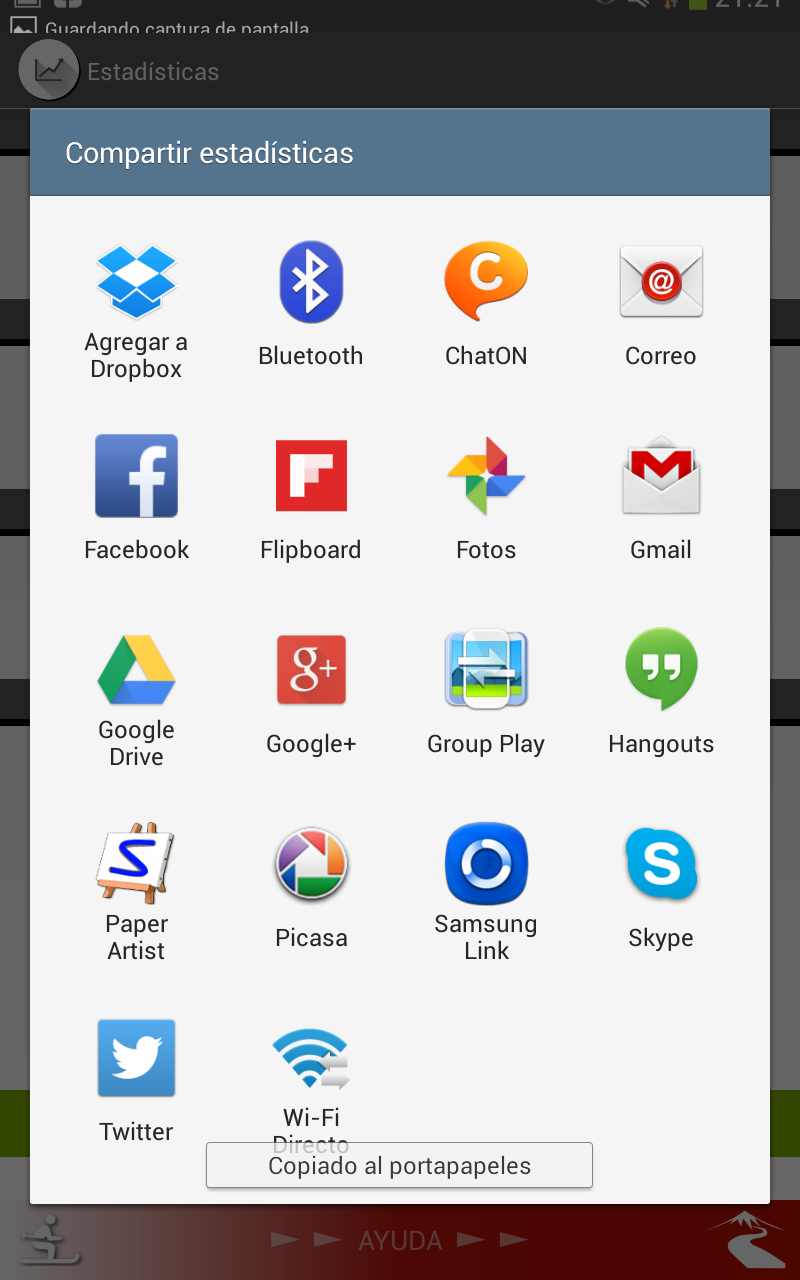 21:21
Guardando captura de pantalla
Estadísticas
Compartir estadísticas
Agregar a
Dropbox
Bluetooth
ChatON
Correo
Facebook
Flipboard
Fotos
Gmail
Google
Drive
Google+
Group Play
Hangouts
Paper
Artist
Picasa
Samsung
Link
Skype
Twitter
Wi-Fi
Directo
Copiado al portapapeles
AYUDA